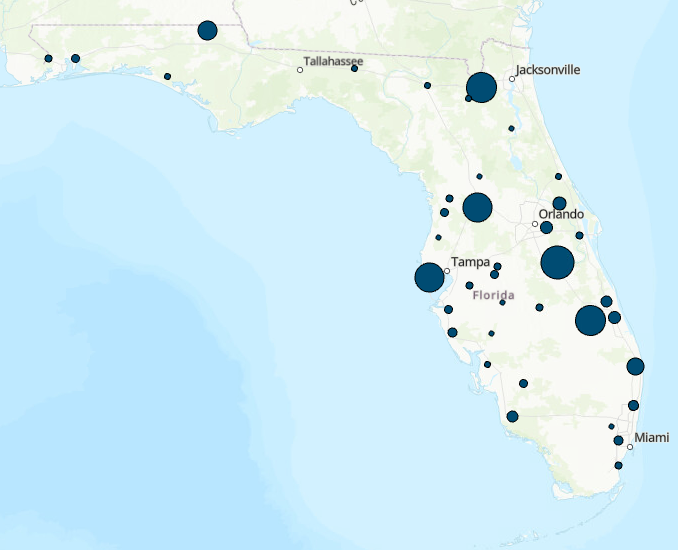 Tallahassee
Jacksonville
Orlando
Tampa
Florida
Miami